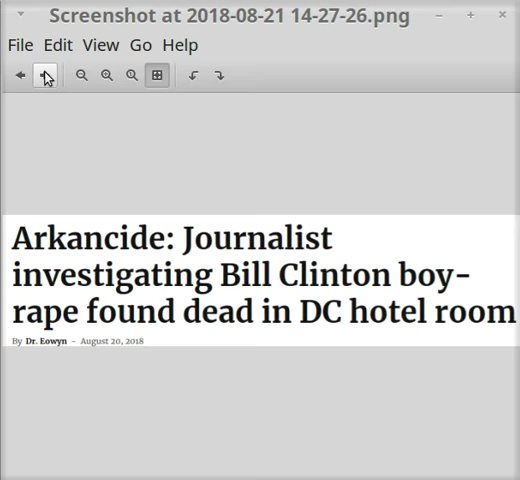 Screenshot at 2018-08-21 14-27-26.png
File Edit View Go Help
Arkancide: Journalist
investigating Bill Clinton boy-
rape found dead in DC hotel room
By Dr. Eowyn - August 20, 2018